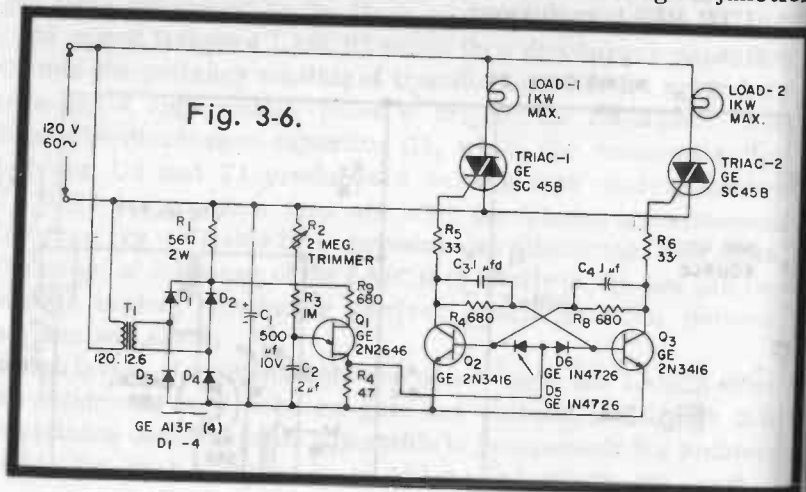 junction
Fig. 3-6.
120 V
60~
LOAD-1
1KW
MAX.
LOAD-2
1KW
MAX.
TRIAC-1
GE
SC 45B
TRIAC-2
GE
SC45B
R1
56Ω
2W
R2
2 MEG.
TRIMMER
R5
33
R6
33
C3 .1 µfd
C4 .1 µf
D1
D2
R9
680
R3
1M
Q1
GE
2N2646
C1
500
µf
10V
C2
2µf
R4
47
R4 680
R8 680
Q2
GE 2N3416
D6
GE 1N4726
D5
GE 1N4726
Q3
GE
2N3416
T1
120:12.6
D3
D4
GE A13F (4)
D1 -4